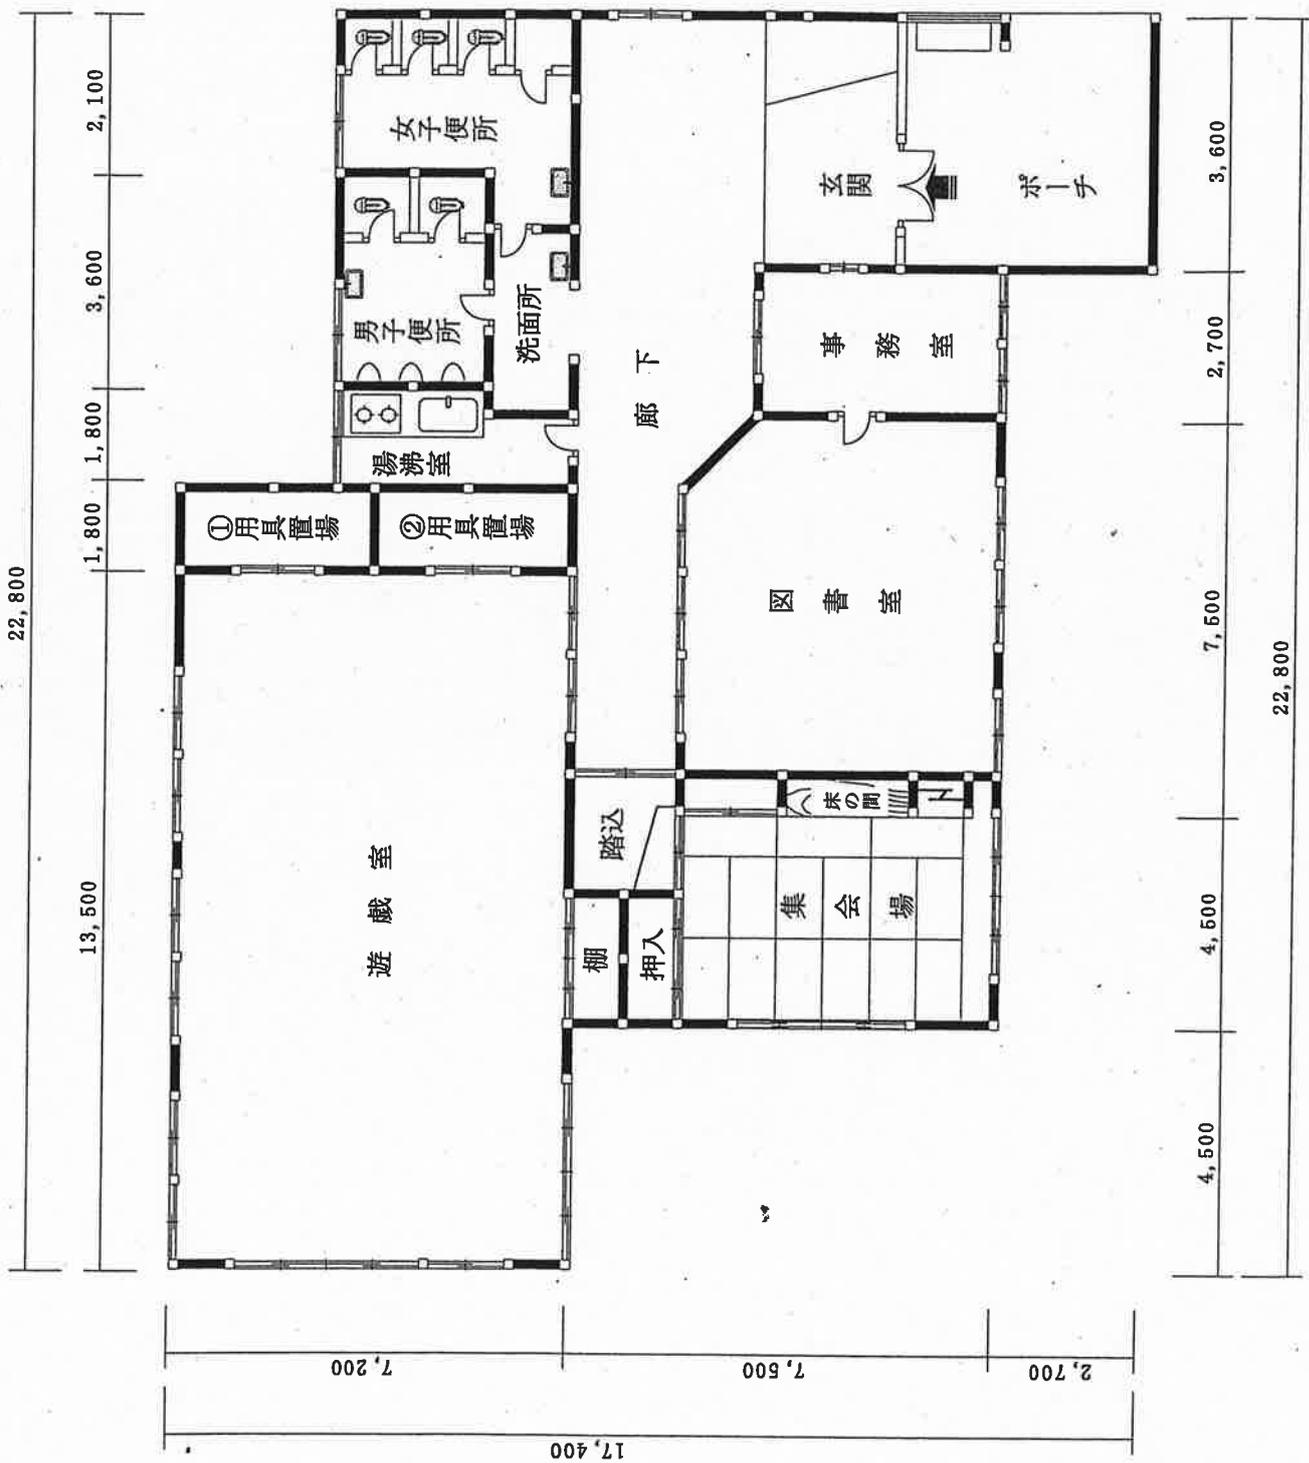 22,800
2,100
3,600
1,800
1,800
13,500
女子便所
男子便所
洗面所
湯沸室
①用具置場
②用具置場
廊下
玄関
ポーチ
事務室
図書室
床の間
踏込
集会場
棚
押入
遊戯室
3,600
2,700
7,500
4,500
4,500
22,800
7,200
7,500
2,700
17,400